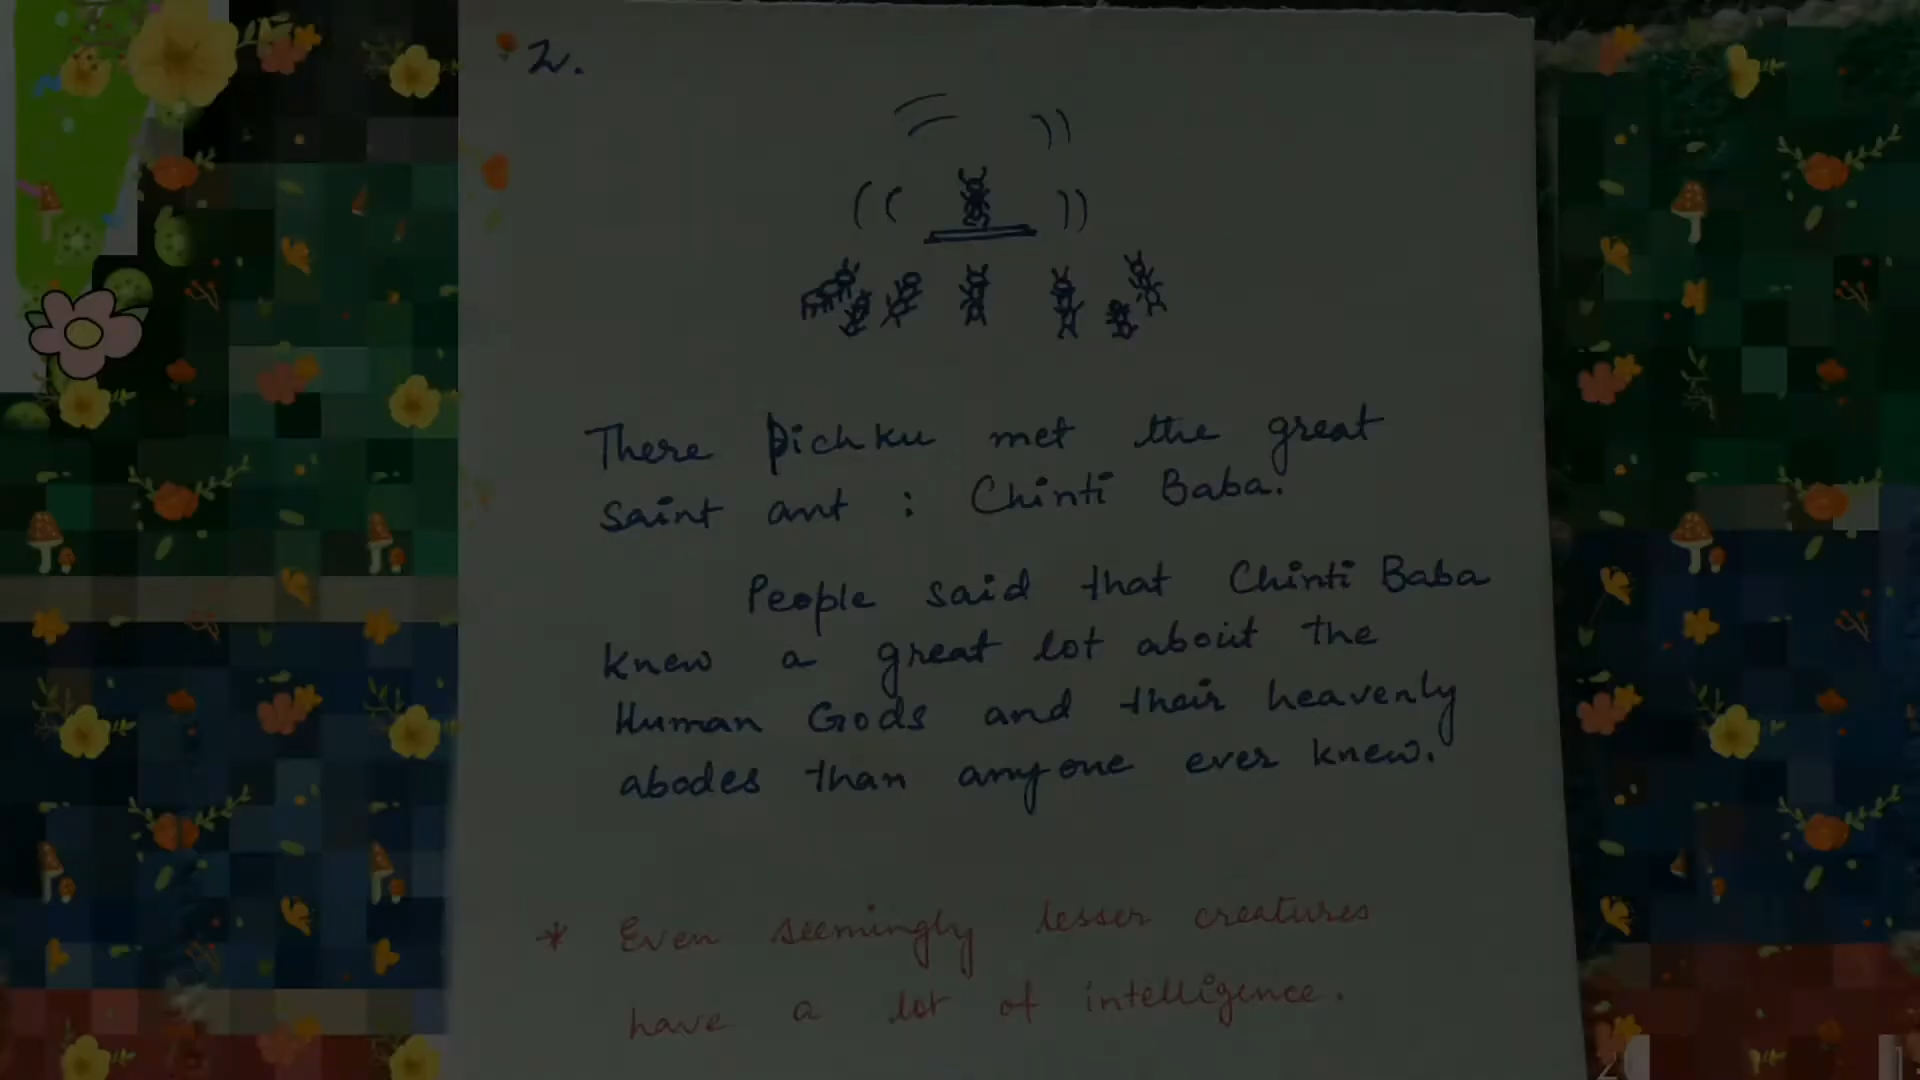 2.
There Pichku met the great
saint ant : Chinti Baba.
People said that Chinti Baba
knew a great lot about the
Human Gods and their heavenly
abodes than anyone ever knew.
* Even seemingly lesser creatures
have a lot of intelligence.